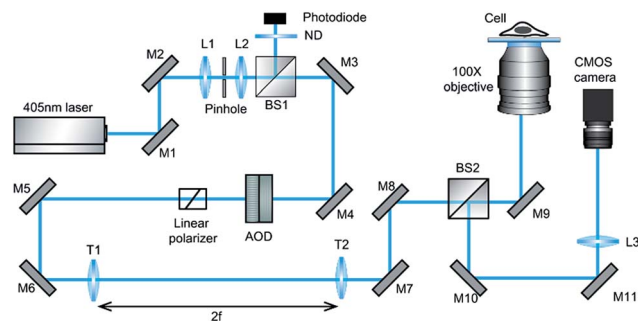 Photodiode
ND
Cell
M2
L1
L2
M3
CMOS
camera
100X
objective
405nm laser
Pinhole
BS1
M1
M5
M8
BS2
M4
M9
Linear
polarizer
AOD
T1
T2
L3
M6
M7
M10
M11
2f